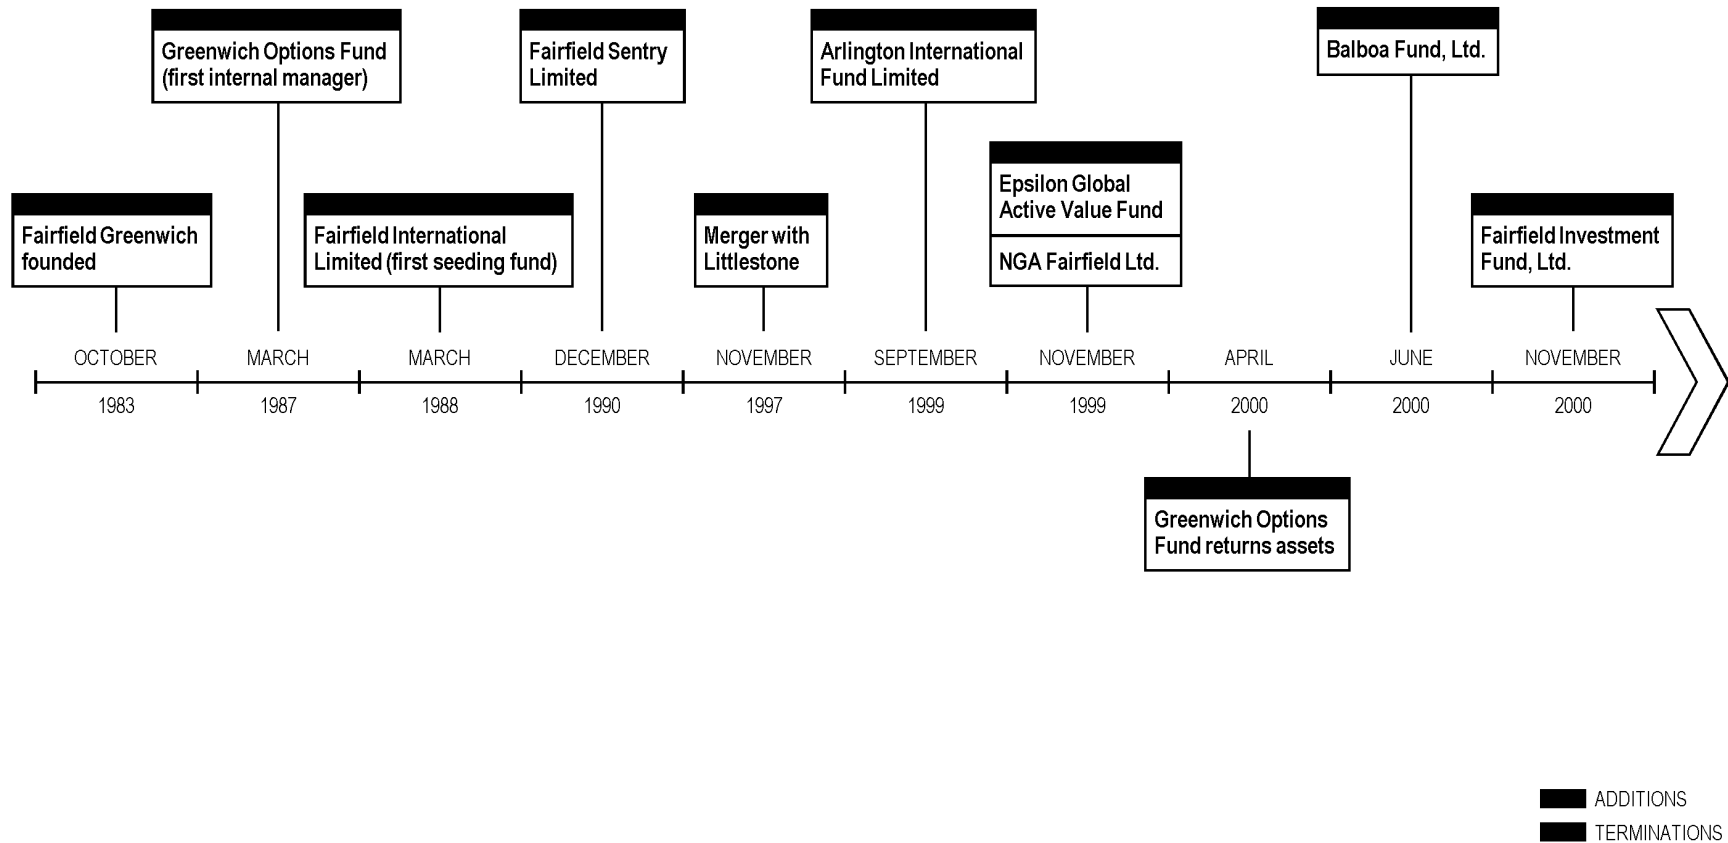 Greenwich Options Fund
(first internal manager)
Fairfield Sentry
Limited
Arlington International
Fund Limited
Balboa Fund, Ltd.
Epsilon Global
Active Value Fund
NGA Fairfield Ltd.
Fairfield Greenwich
founded
Fairfield International
Limited (first seeding fund)
Merger with
Littlestone
Fairfield Investment
Fund, Ltd.
OCTOBER MARCH MARCH DECEMBER NOVEMBER SEPTEMBER NOVEMBER APRIL JUNE NOVEMBER
1983 1987 1988 1990 1997 1999 1999 2000 2000 2000
Greenwich Options
Fund returns assets
ADDITIONS
TERMINATIONS